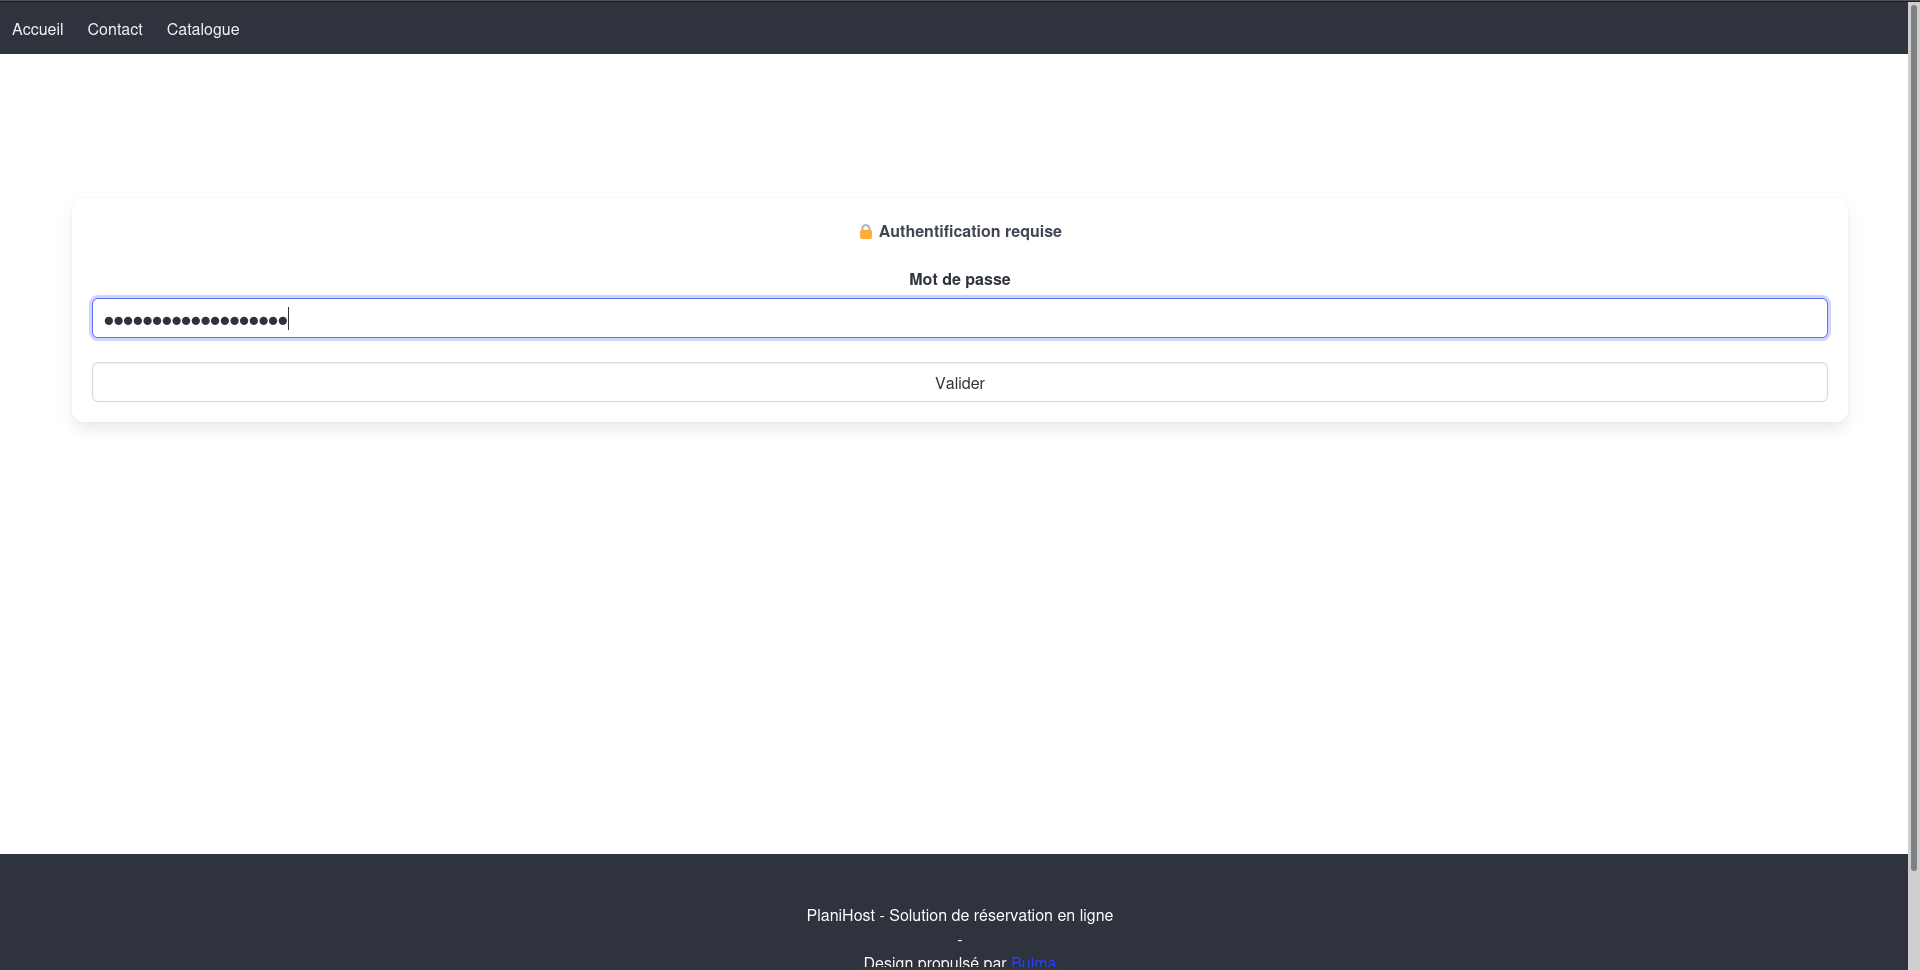 Accueil Contact Catalogue
🔒 Authentification requise
Mot de passe
●●●●●●●●●●●●●●●●●●●
Valider
PlaniHost - Solution de réservation en ligne
-
Design propulsé par Bulma